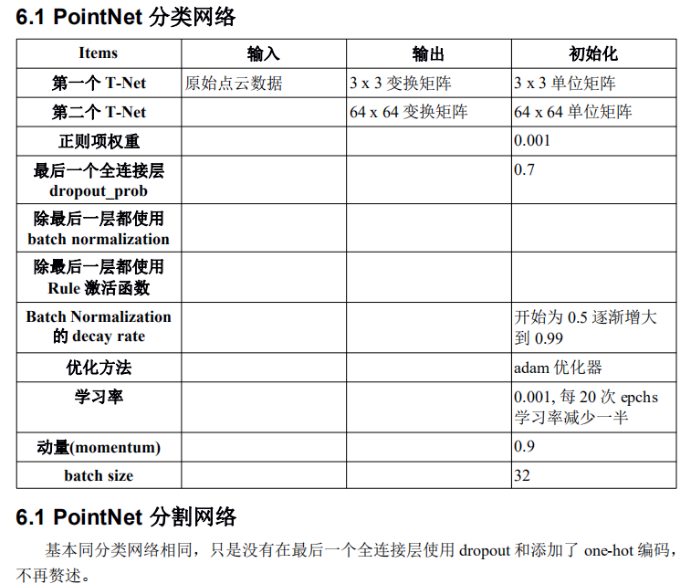 6.1 PointNet 分类网络
Items 输入 输出 初始化
第一个 T-Net 原始点云数据 3 x 3 变换矩阵 3 x 3 单位矩阵
第二个 T-Net 64 x 64 变换矩阵 64 x 64 单位矩阵
正则项权重 0.001
最后一个全连接层 0.7
dropout_prob
除最后一层都使用
batch normalization
除最后一层都使用
Rule 激活函数
Batch Normalization 开始为 0.5 逐渐增大
的 decay rate 到 0.99
优化方法 adam 优化器
学习率 0.001, 每 20 次 epchs
学习率减少一半
动量(momentum) 0.9
batch size 32
6.1 PointNet 分割网络
基本同分类网络相同，只是没有在最后一个全连接层使用 dropout 和添加了 one-hot 编码，
不再赘述。